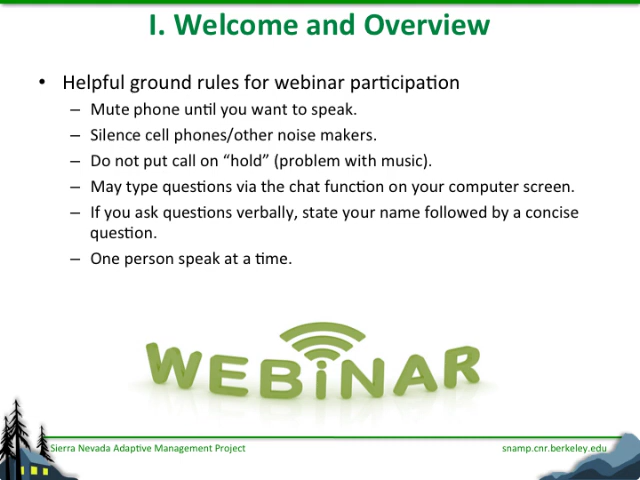 I. Welcome and Overview
• Helpful ground rules for webinar participation
– Mute phone until you want to speak.
– Silence cell phones/other noise makers.
– Do not put call on “hold” (problem with music).
– May type questions via the chat function on your computer screen.
– If you ask questions verbally, state your name followed by a concise
question.
– One person speak at a time.
WEBiNAR
Sierra Nevada Adaptive Management Project
snamp.cnr.berkeley.edu